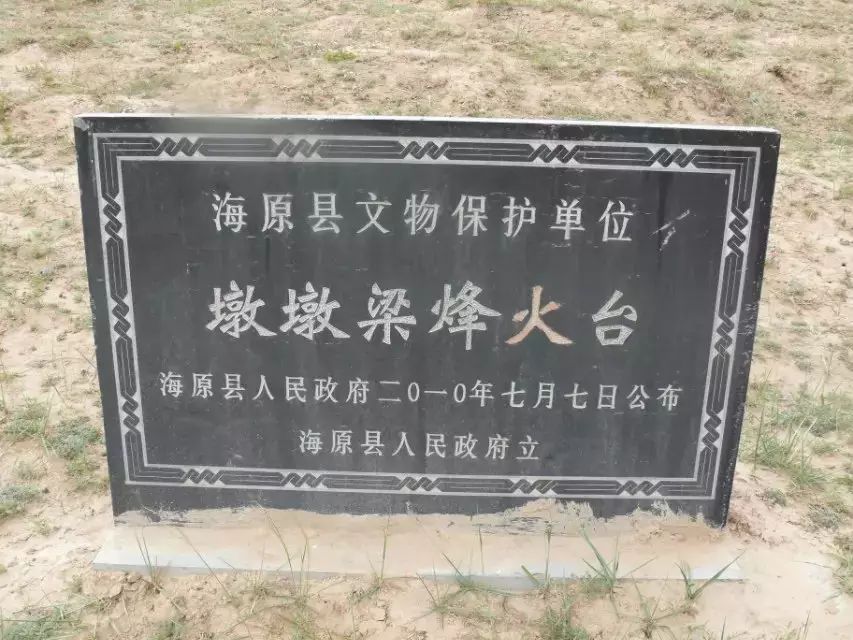 海原县文物保护单位
墩墩梁烽火台
海原县人民政府二0一0年七月七日公布
海原县人民政府立